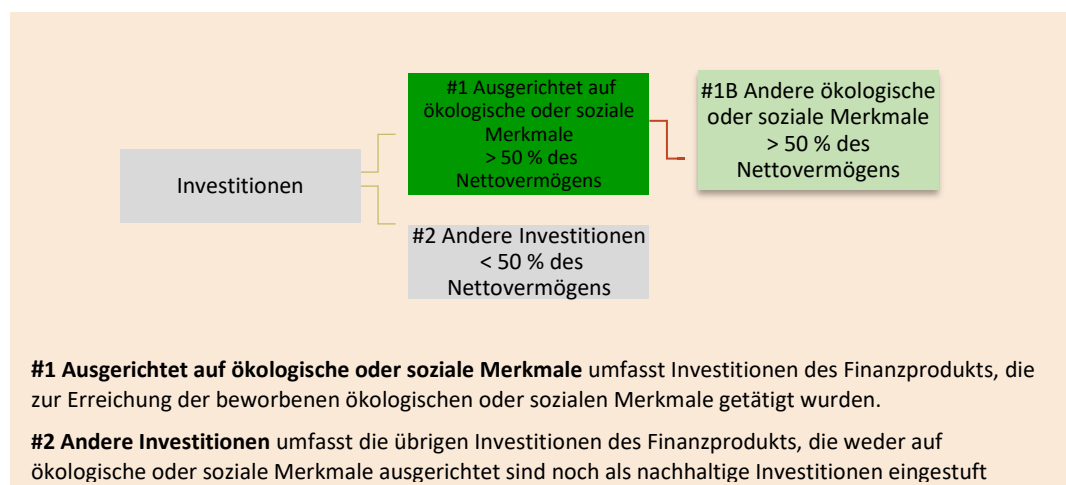 #1 Ausgerichtet auf
ökologische oder soziale
Merkmale
> 50 % des
Nettovermögens
#1B Andere ökologische
oder soziale Merkmale
> 50 % des
Nettovermögens
Investitionen
#2 Andere Investitionen
< 50 % des
Nettovermögens
#1 Ausgerichtet auf ökologische oder soziale Merkmale umfasst Investitionen des Finanzprodukts, die
zur Erreichung der beworbenen ökologischen oder sozialen Merkmale getätigt wurden.
#2 Andere Investitionen umfasst die übrigen Investitionen des Finanzprodukts, die weder auf
ökologische oder soziale Merkmale ausgerichtet sind noch als nachhaltige Investitionen eingestuft